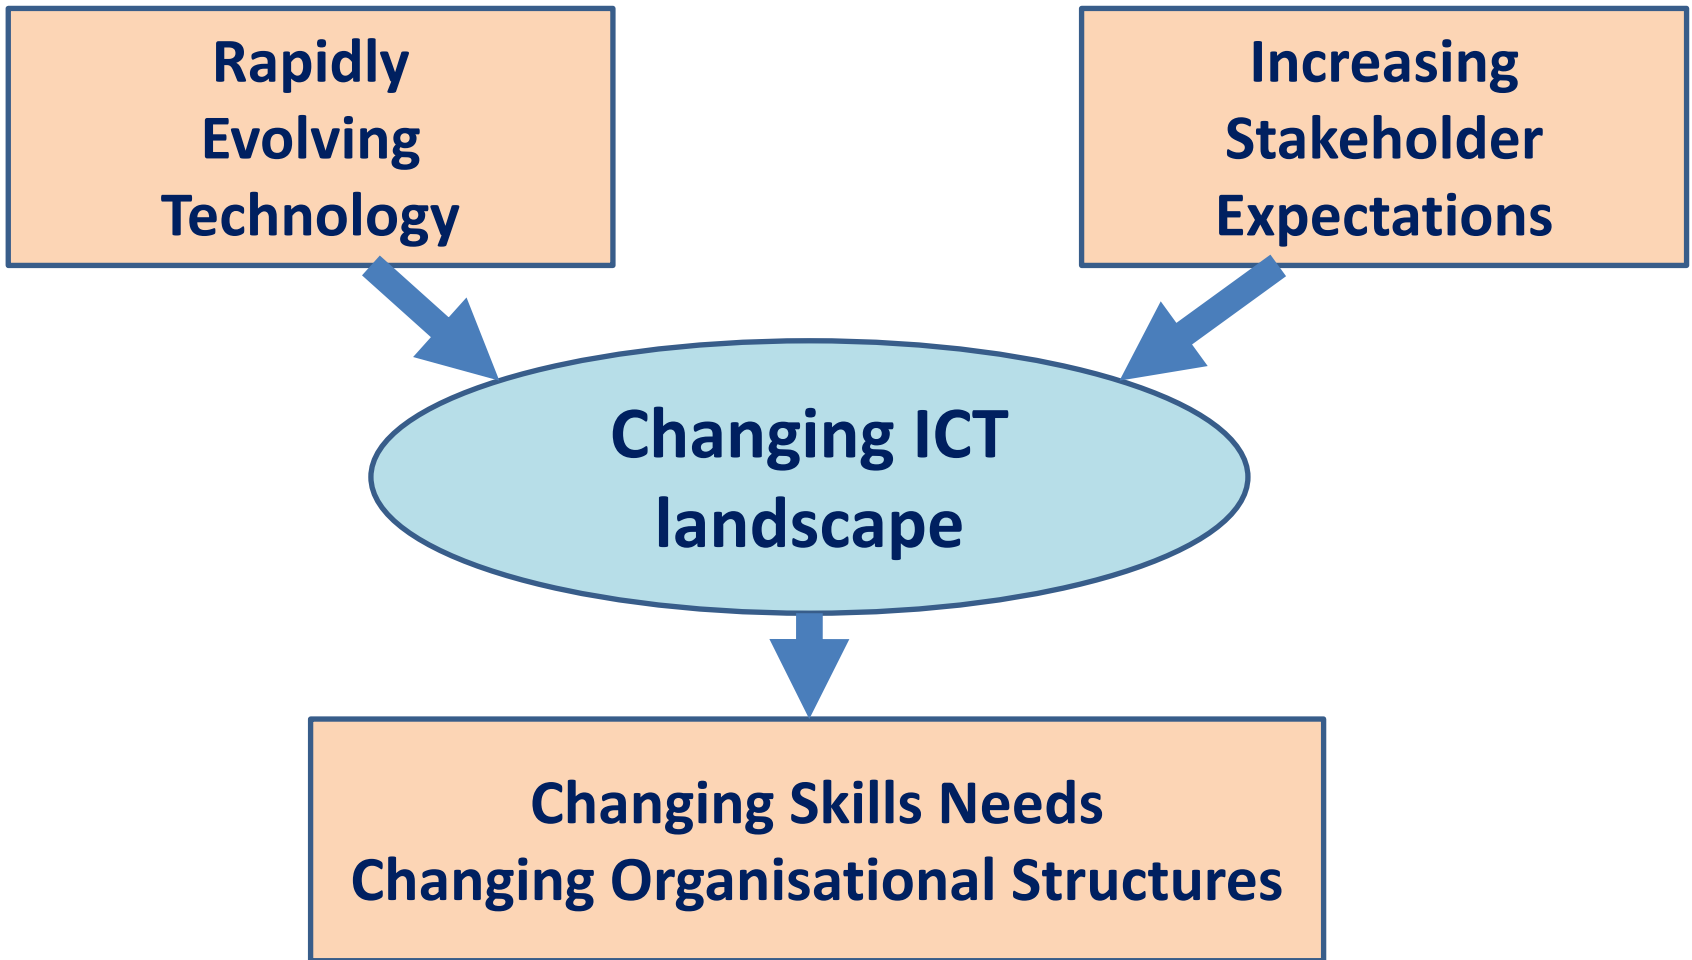 Rapidly
Evolving
Technology
Increasing
Stakeholder
Expectations
Changing ICT
landscape
Changing Skills Needs
Changing Organisational Structures